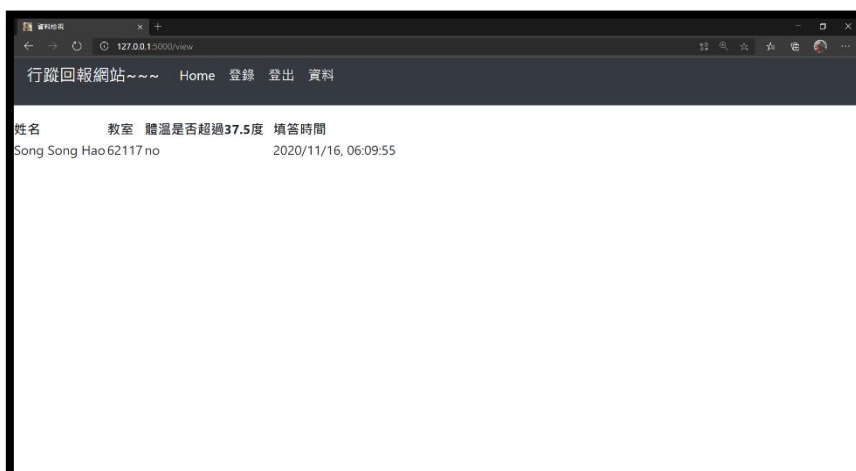 資料檢視
127.0.0.1:5000/view
行蹤回報網站~~~ Home 登錄 登出 資料
姓名 教室 體溫是否超過37.5度 填答時間
Song Song Hao 62117 no 2020/11/16, 06:09:55